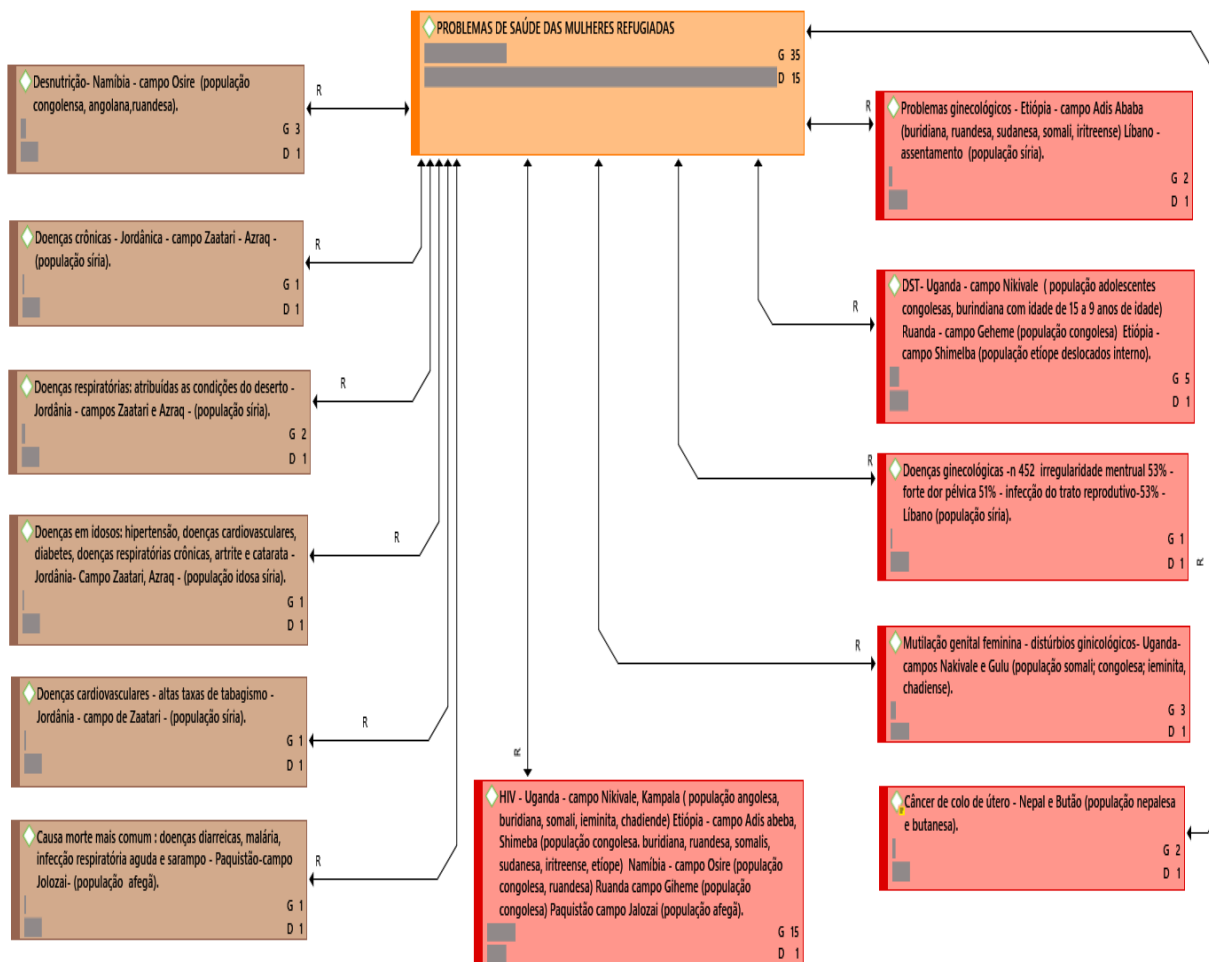 PROBLEMAS DE SAÚDE DAS MULHERES REFUGIADAS
G 35
D 15
Desnutrição- Namíbia - campo Osire (população
congolensa, angolana,ruandesa).
G 3
D 1
R
Doenças crônicas - Jordânica - campo Zaatari - Azraq -
(população síria).
G 1
D 1
R
Doenças respiratórias: atribuídas as condições do deserto -
Jordânia - campos Zaatari e Azraq - (população síria).
G 2
D 1
R
Doenças em idosos: hipertensão, doenças cardiovasculares,
diabetes, doenças respiratórias crônicas, artrite e catarata -
Jordânia- Campo Zaatari, Azraq - (população idosa síria).
G 1
D 1
R
Doenças cardiovasculares - altas taxas de tabagismo -
Jordânia - campo de Zaatari - (população síria).
G 1
D 1
R
Causa morte mais comum : doenças diarreicas, malária,
infecção respiratória aguda e sarampo - Paquistão-campo
Jolozai- (população afegã).
G 1
D 1
R
HIV - Uganda - campo Nikivale, Kampala ( população angolesa,
buridiana, somali, ieminita, chadiende) Etiópia - campo Adis abeba,
Shimeba (população congolesa. buridiana, ruandesa, somalis,
sudanesa, iritreense, etíope) Namíbia - campo Osire (população
congolesa, ruandesa) Ruanda campo Giheme (população
congolesa) Paquistão campo Jalozai (população afegã).
G 15
D 1
R
Problemas ginecológicos - Etiópia - campo Adis Ababa
(buridiana, ruandesa, sudanesa, somali, iritreense) Líbano -
assentamento (população síria).
G 2
D 1
R
DST- Uganda - campo Nikivale ( população adolescentes
congolesas, burindiana com idade de 15 a 9 anos de idade)
Ruanda - campo Geheme (população congolesa) Etiópia -
campo Shimelba (população etíope deslocados interno).
G 5
D 1
R
Doenças ginecológicas -n 452 irregularidade mentrual 53% -
forte dor pélvica 51% - infecção do trato reprodutivo-53% -
Líbano (população síria).
G 1
D 1
R
Mutilação genital feminina - distúrbios ginicológicos- Uganda-
campos Nakivale e Gulu (população somali; congolesa; ieminita,
chadiense).
G 3
D 1
R
Câncer de colo de útero - Nepal e Butão (população nepalesa
e butanesa).
G 2
D 1
R